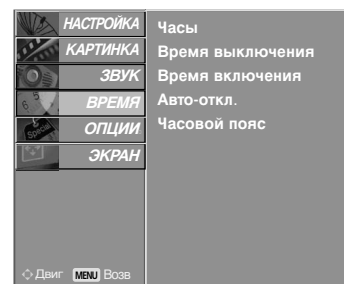 НАСТРОЙКА
КАРТИНКА
ЗВУК
ВРЕМЯ
ОПЦИИ
ЭКРАН
Часы
Время выключения
Время включения
Авто-откл.
Часовой пояс
Двиг MENU Возв